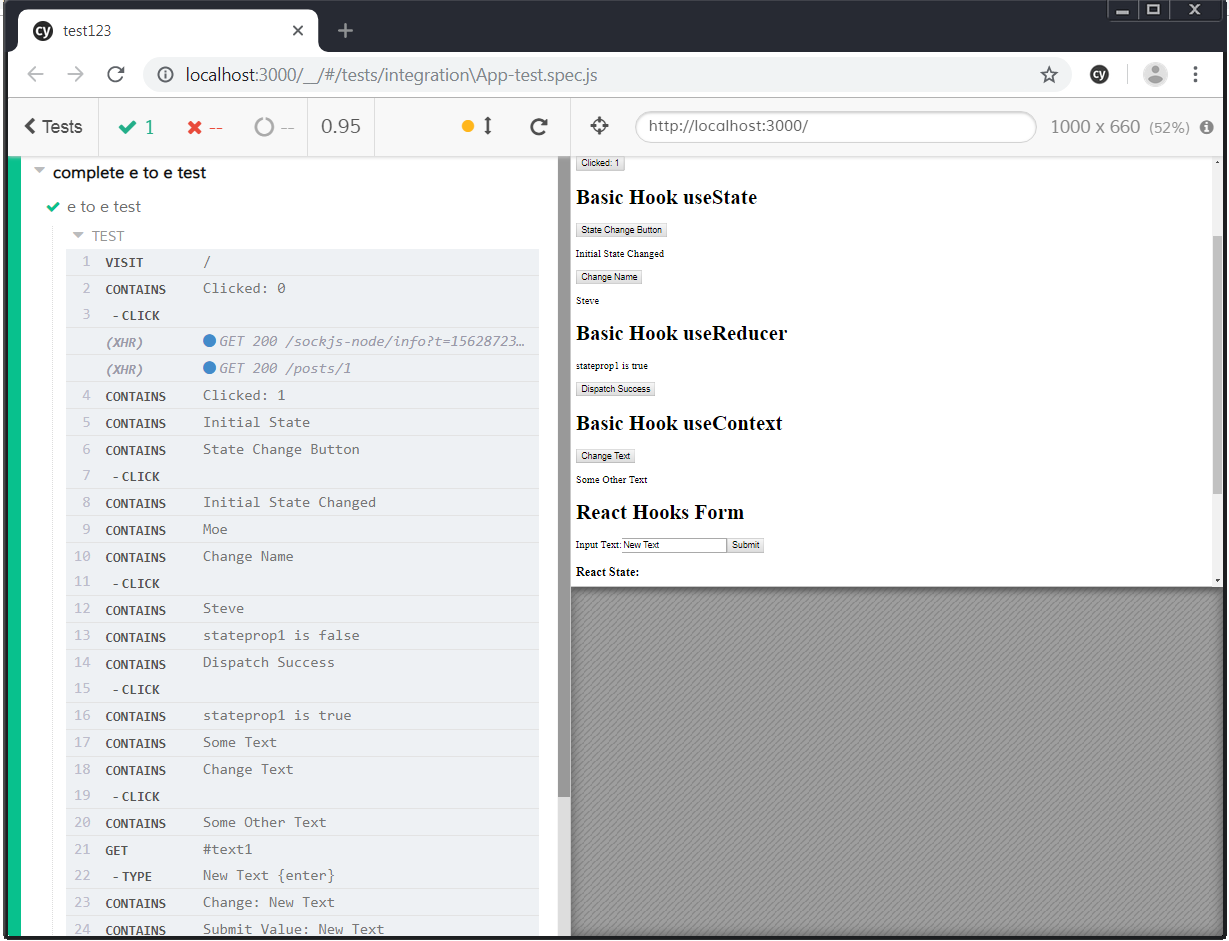 cy test123
localhost:3000/__/#/tests/integration\App-test.spec.js
cy
Tests 1 -- -- 0.95
http://localhost:3000/ 1000 x 660 (52%)
complete e to e test
e to e test
TEST
1 VISIT /
2 CONTAINS Clicked: 0
3 -CLICK
(XHR) GET 200 /sockjs-node/info?t=15628723…
(XHR) GET 200 /posts/1
4 CONTAINS Clicked: 1
5 CONTAINS Initial State
6 CONTAINS State Change Button
7 -CLICK
8 CONTAINS Initial State Changed
9 CONTAINS Moe
10 CONTAINS Change Name
11 -CLICK
12 CONTAINS Steve
13 CONTAINS stateprop1 is false
14 CONTAINS Dispatch Success
15 -CLICK
16 CONTAINS stateprop1 is true
17 CONTAINS Some Text
18 CONTAINS Change Text
19 -CLICK
20 CONTAINS Some Other Text
21 GET #text1
22 -TYPE New Text {enter}
23 CONTAINS Change: New Text
24 CONTAINS Submit Value: New Text
Clicked: 1
Basic Hook useState
State Change Button
Initial State Changed
Change Name
Steve
Basic Hook useReducer
stateprop1 is true
Dispatch Success
Basic Hook useContext
Change Text
Some Other Text
React Hooks Form
Input Text: New Text Submit
React State: